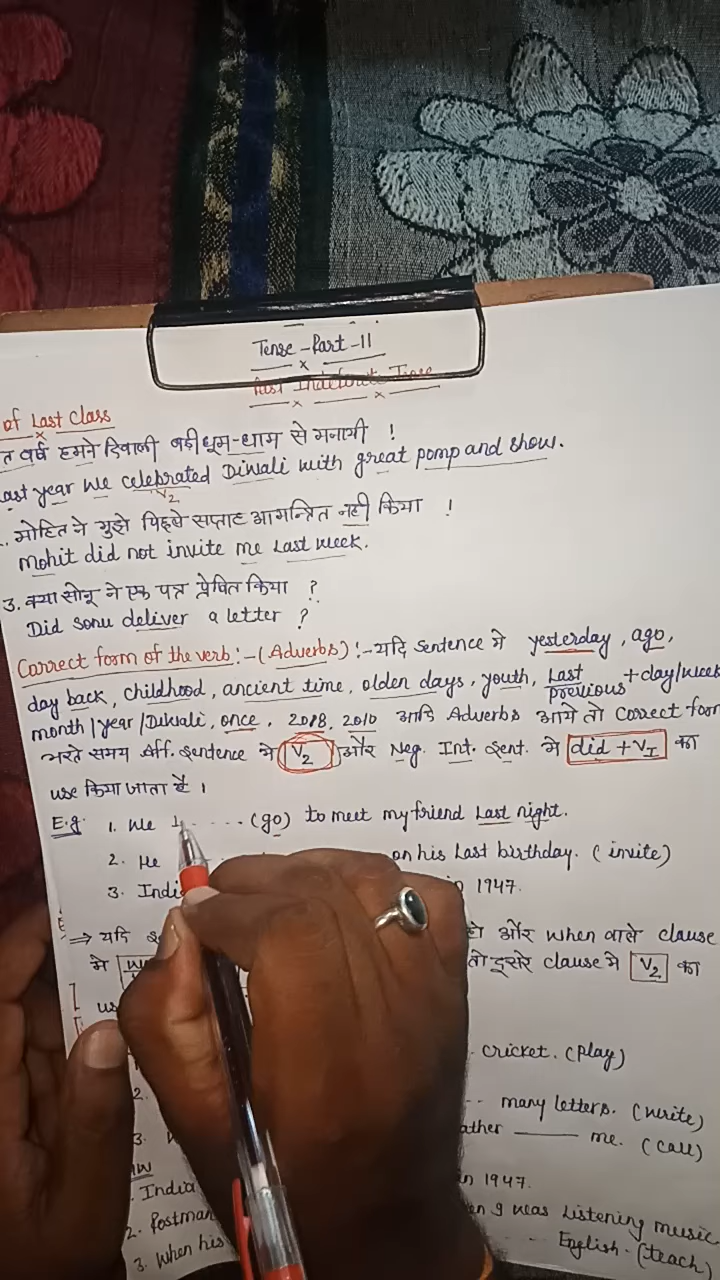 Tense-Part-11
Past Indefinite Tense
of Last Class
त वर्ष हमने दिवाली बड़ी धूम-धाम से मनायी !
ast year we celebrated Diwali with great pomp and show.
V2
मोहित ने मुझे पिछ्ले सप्ताह आमन्त्रित नही किया !
Mohit did not invite me Last week.
3. क्या सोनू ने एक पत्र प्रेषित किया ?
Did sonu deliver a letter ?
Correct form of the verb:-(Adverbs):-यदि sentence मे yesterday, ago,
day back, childhood, ancient time, olden days, youth, Last previous + day/week
month/year/Diwali, once, 2018, 2010 आदि Adverbs आये तो correct form
भरते समय Aff. sentence मे V2 और Neg. Int. Sent. मे did + V1 का
use किया जाता है।
E.g. 1. We .... (go) to meet my friend Last night.
2. He on his Last birthday. (invite)
3. Indi in 1947.
⇒ यदि हो और when वाले clause
मे तो दूसरे clause मे V2 का
us
cricket. (Play)
2. -- many letters. (write)
3. ather ____ me. (call)
India in 1947.
2. Postman en I was Listening music
3. When his English - (teach)